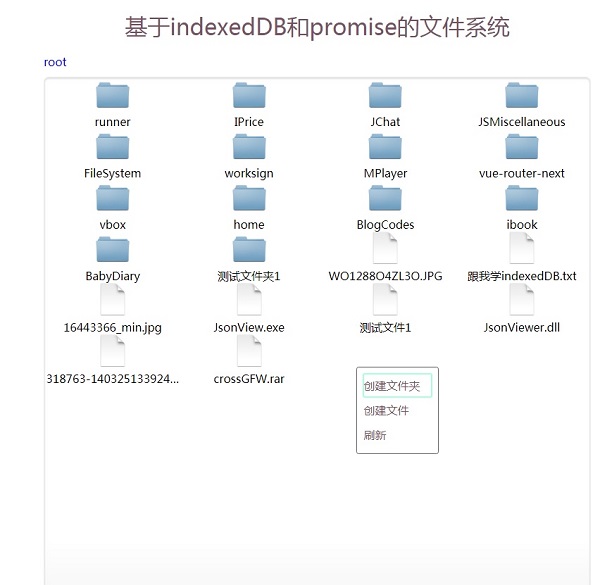 基于indexedDB和promise的文件系统
root
runner IPrice JChat JSMiscellaneous
FileSystem worksign MPlayer vue-router-next
vbox home BlogCodes ibook
BabyDiary 测试文件夹1 WO1288O4ZL3O.JPG 跟我学indexedDB.txt
16443366_min.jpg JsonView.exe 测试文件1 JsonViewer.dll
318763-140325133924... crossGFW.rar
创建文件夹
创建文件
刷新